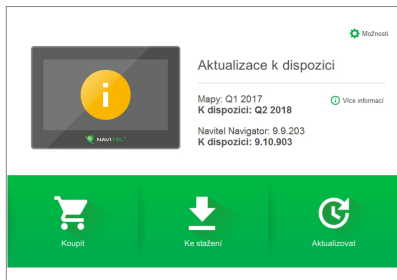 Možnosti
Aktualizace k dispozici
Mapy: Q1 2017
Více informací
K dispozici: Q2 2018
Navitel Navigator: 9.9.203
K dispozici: 9.10.903
NAVITEL
Koupit
Ke stažení
Aktualizovat